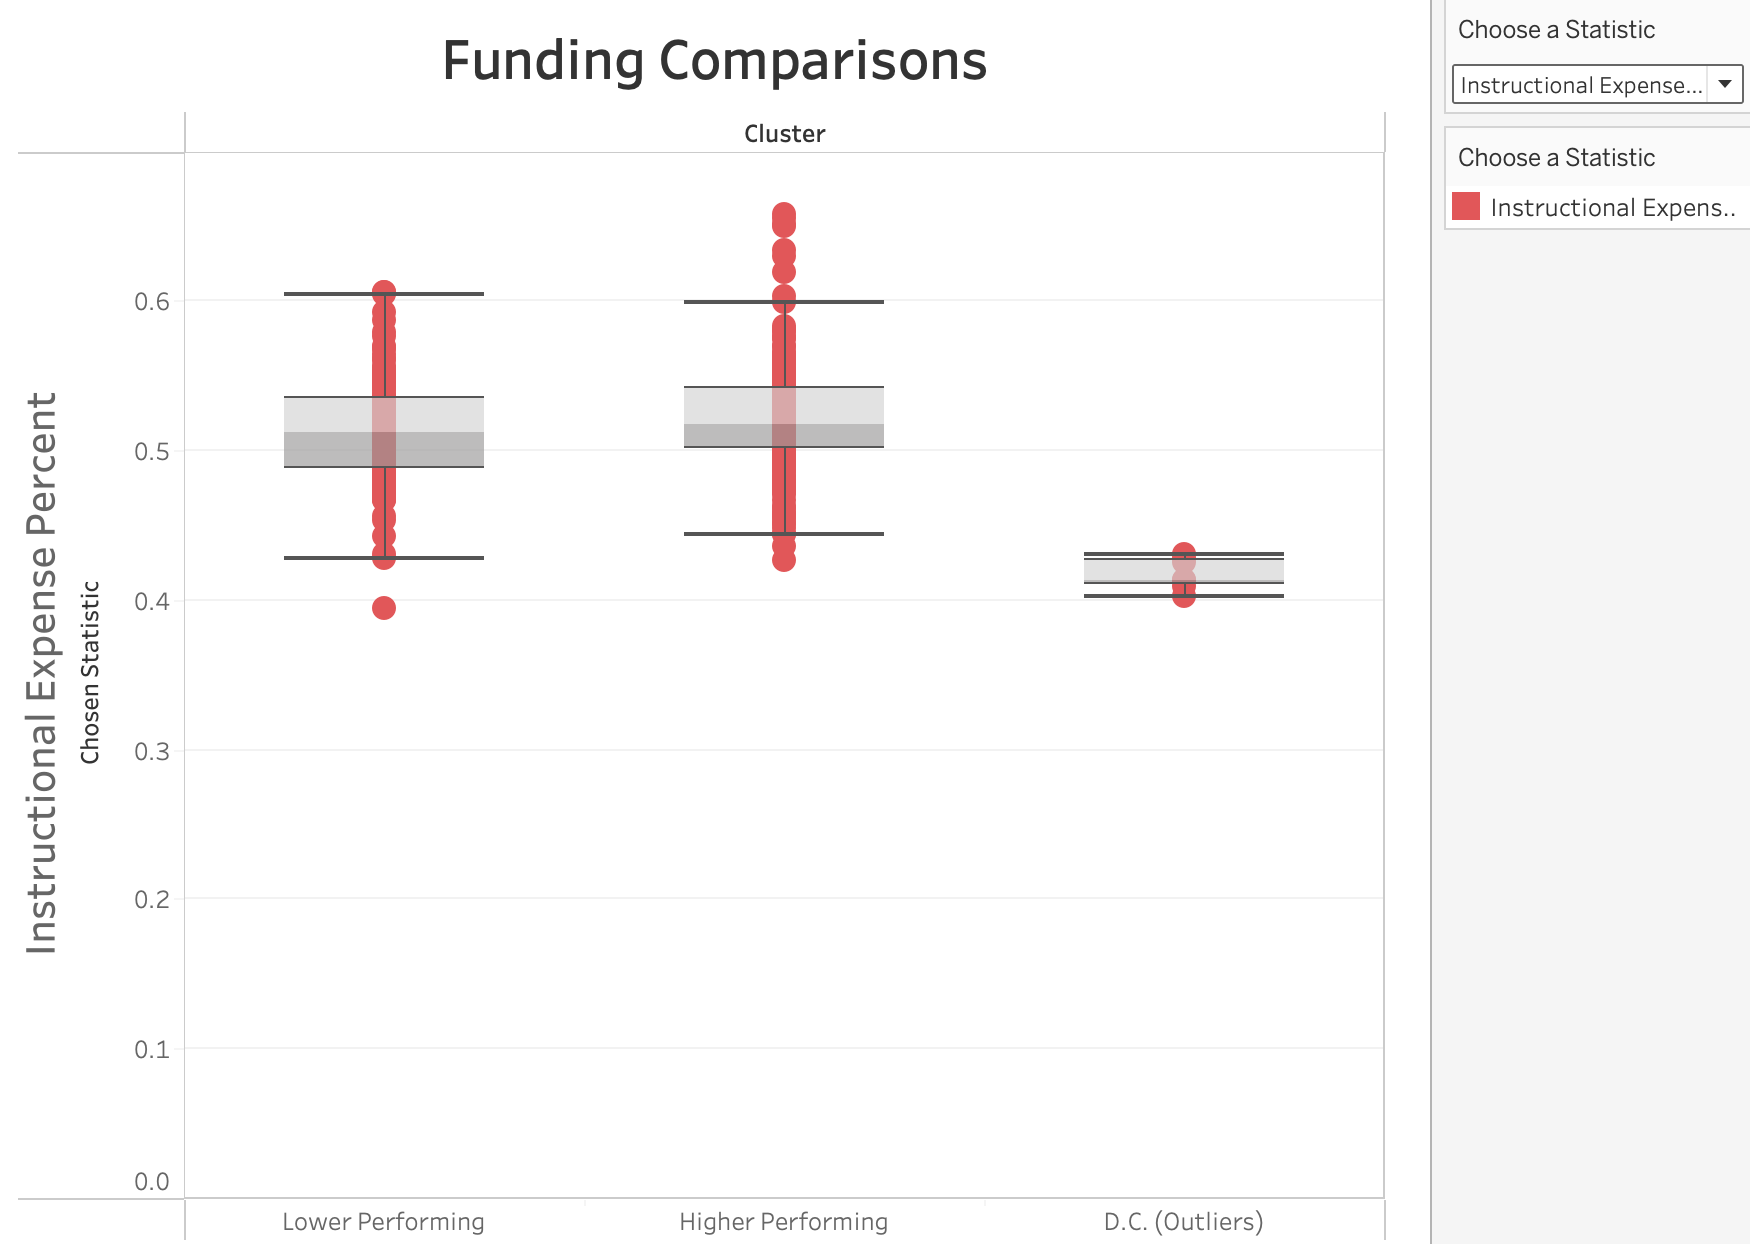 Funding Comparisons
Cluster
Instructional Expense Percent
Chosen Statistic
0.6
0.5
0.4
0.3
0.2
0.1
0.0
Lower Performing
Higher Performing
D.C. (Outliers)
Choose a Statistic
Instructional Expense...
Choose a Statistic
Instructional Expens..